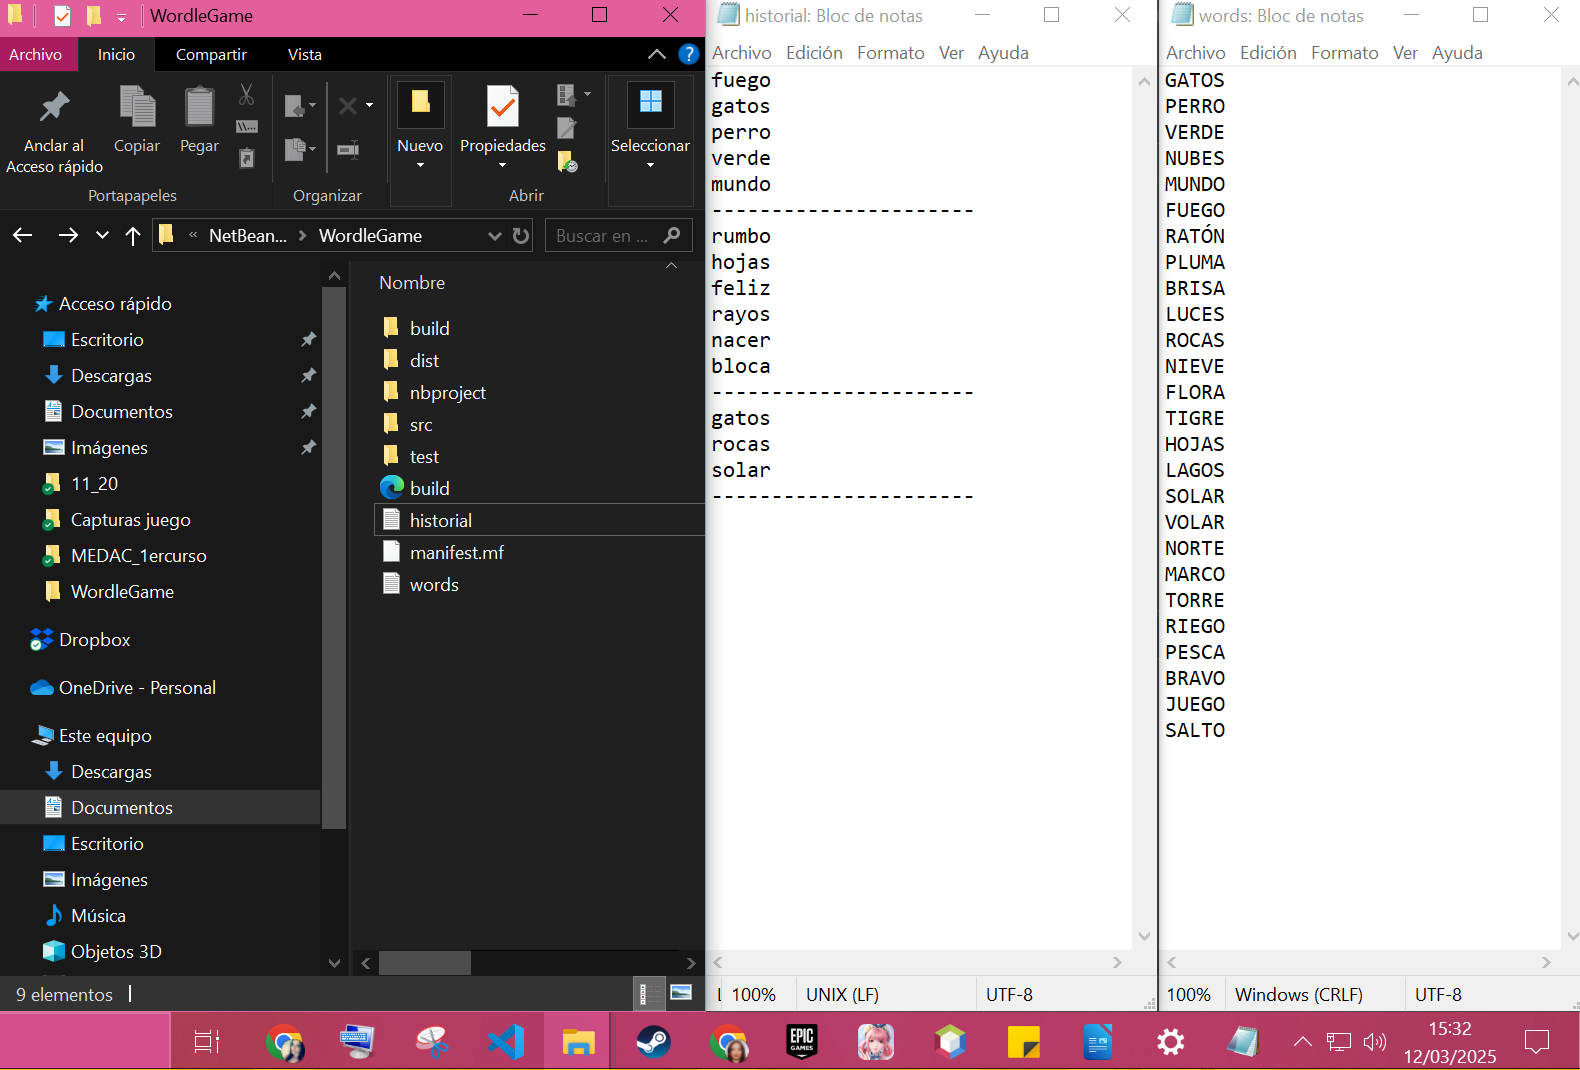 WordleGame
Archivo
Inicio
Compartir
Vista
Anclar al
Acceso rápido
Copiar
Pegar
Nuevo
Propiedades
Seleccionar
Portapapeles
Organizar
Abrir
« NetBean... > WordleGame
Buscar en ...
Nombre
Acceso rápido
Escritorio
Descargas
Documentos
Imágenes
11_20
Capturas juego
MEDAC_1ercurso
WordleGame
Dropbox
OneDrive - Personal
Este equipo
Descargas
Documentos
Escritorio
Imágenes
Música
Objetos 3D
build
dist
nbproject
src
test
build
historial
manifest.mf
words
9 elementos
historial: Bloc de notas
Archivo Edición Formato Ver Ayuda
fuego
gatos
perro
verde
mundo
----------------------
rumbo
hojas
feliz
rayos
nacer
bloca
----------------------
gatos
rocas
solar
----------------------
100%
UNIX (LF)
UTF-8
words: Bloc de notas
Archivo Edición Formato Ver Ayuda
GATOS
PERRO
VERDE
NUBES
MUNDO
FUEGO
RATÓN
PLUMA
BRISA
LUCES
ROCAS
NIEVE
FLORA
TIGRE
HOJAS
LAGOS
SOLAR
VOLAR
NORTE
MARCO
TORRE
RIEGO
PESCA
BRAVO
JUEGO
SALTO
100%
Windows (CRLF)
UTF-8
EPIC
GAMES
15:32
12/03/2025